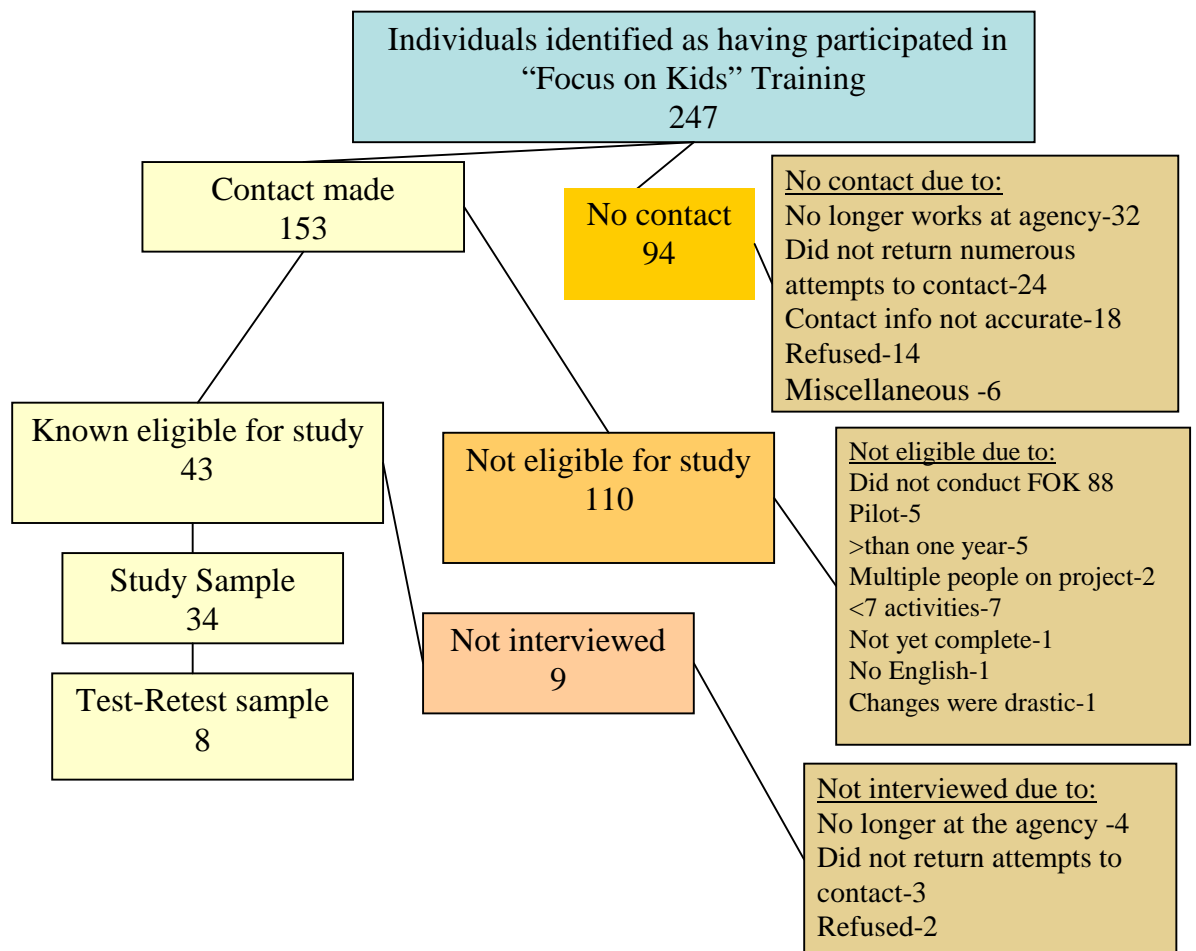 Individuals identified as having participated in
“Focus on Kids” Training
247
Contact made
153
No contact
94
No contact due to:
No longer works at agency-32
Did not return numerous
attempts to contact-24
Contact info not accurate-18
Refused-14
Miscellaneous -6
Known eligible for study
43
Not eligible for study
110
Not eligible due to:
Did not conduct FOK 88
Pilot-5
>than one year-5
Multiple people on project-2
<7 activities-7
Not yet complete-1
No English-1
Changes were drastic-1
Study Sample
34
Not interviewed
9
Test-Retest sample
8
Not interviewed due to:
No longer at the agency -4
Did not return attempts to
contact-3
Refused-2